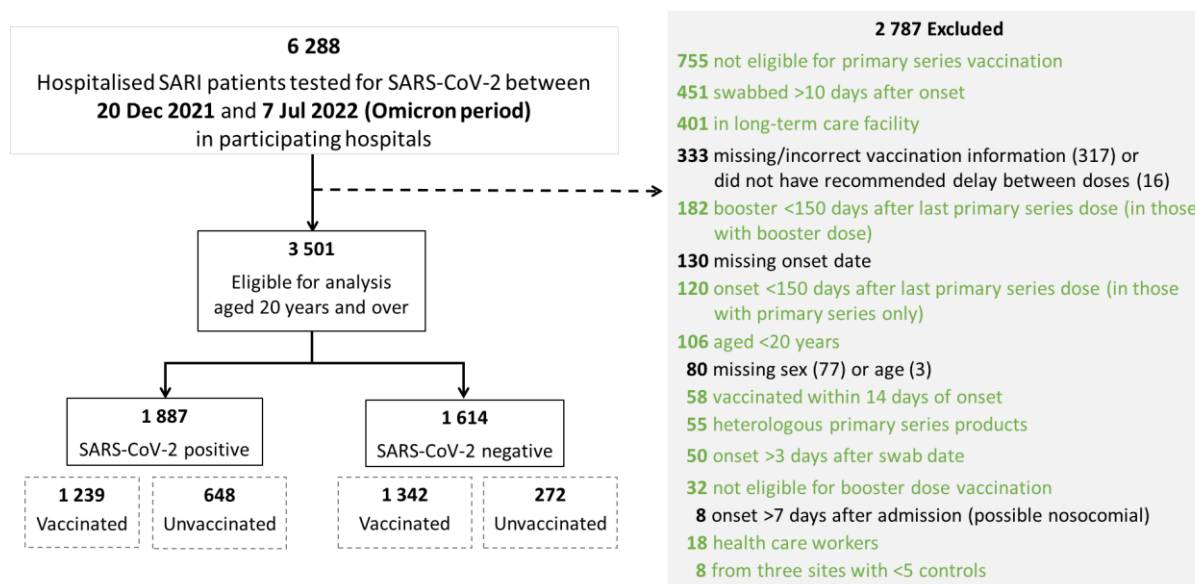 6 288
Hospitalised SARI patients tested for SARS-CoV-2 between
20 Dec 2021 and 7 Jul 2022 (Omicron period)
in participating hospitals
3 501
Eligible for analysis
aged 20 years and over
1 887
SARS-CoV-2 positive
1 614
SARS-CoV-2 negative
1 239
Vaccinated
648
Unvaccinated
1 342
Vaccinated
272
Unvaccinated
2 787 Excluded
755 not eligible for primary series vaccination
451 swabbed >10 days after onset
401 in long-term care facility
333 missing/incorrect vaccination information (317) or
did not have recommended delay between doses (16)
182 booster <150 days after last primary series dose (in those
with booster dose)
130 missing onset date
120 onset <150 days after last primary series dose (in those
with primary series only)
106 aged <20 years
80 missing sex (77) or age (3)
58 vaccinated within 14 days of onset
55 heterologous primary series products
50 onset >3 days after swab date
32 not eligible for booster dose vaccination
8 onset >7 days after admission (possible nosocomial)
18 health care workers
8 from three sites with <5 controls